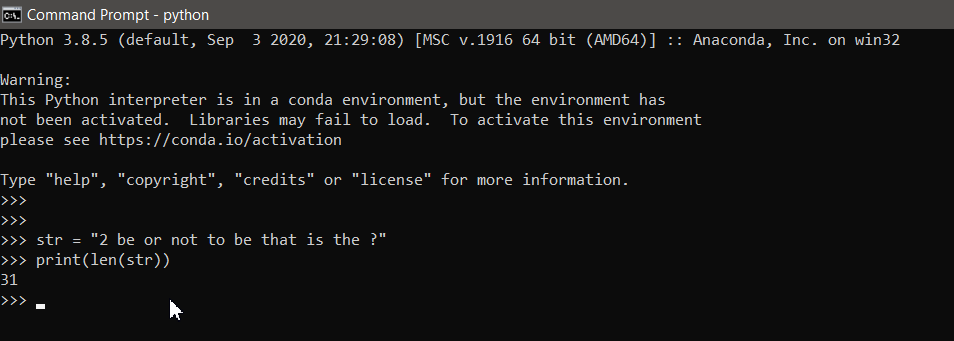 Command Prompt - python
Python 3.8.5 (default, Sep  3 2020, 21:29:08) [MSC v.1916 64 bit (AMD64)] :: Anaconda, Inc. on win32
Warning:
This Python interpreter is in a conda environment, but the environment has
not been activated.  Libraries may fail to load.  To activate this environment
please see https://conda.io/activation
Type "help", "copyright", "credits" or "license" for more information.
>>>
>>>
>>> str = "2 be or not to be that is the ?"
>>> print(len(str))
31
>>>